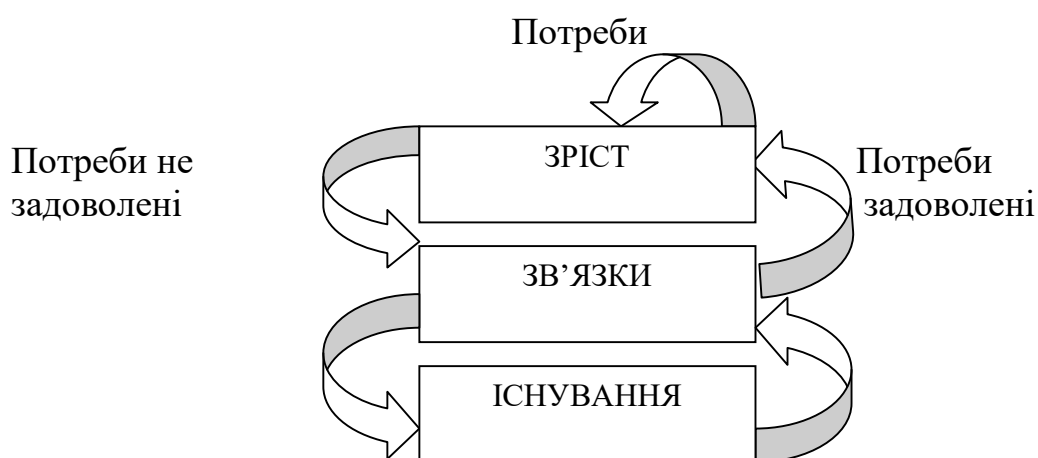 Потреби
ЗРІСТ
Потреби не
задоволені
Потреби
задоволені
ЗВ’ЯЗКИ
ІСНУВАННЯ